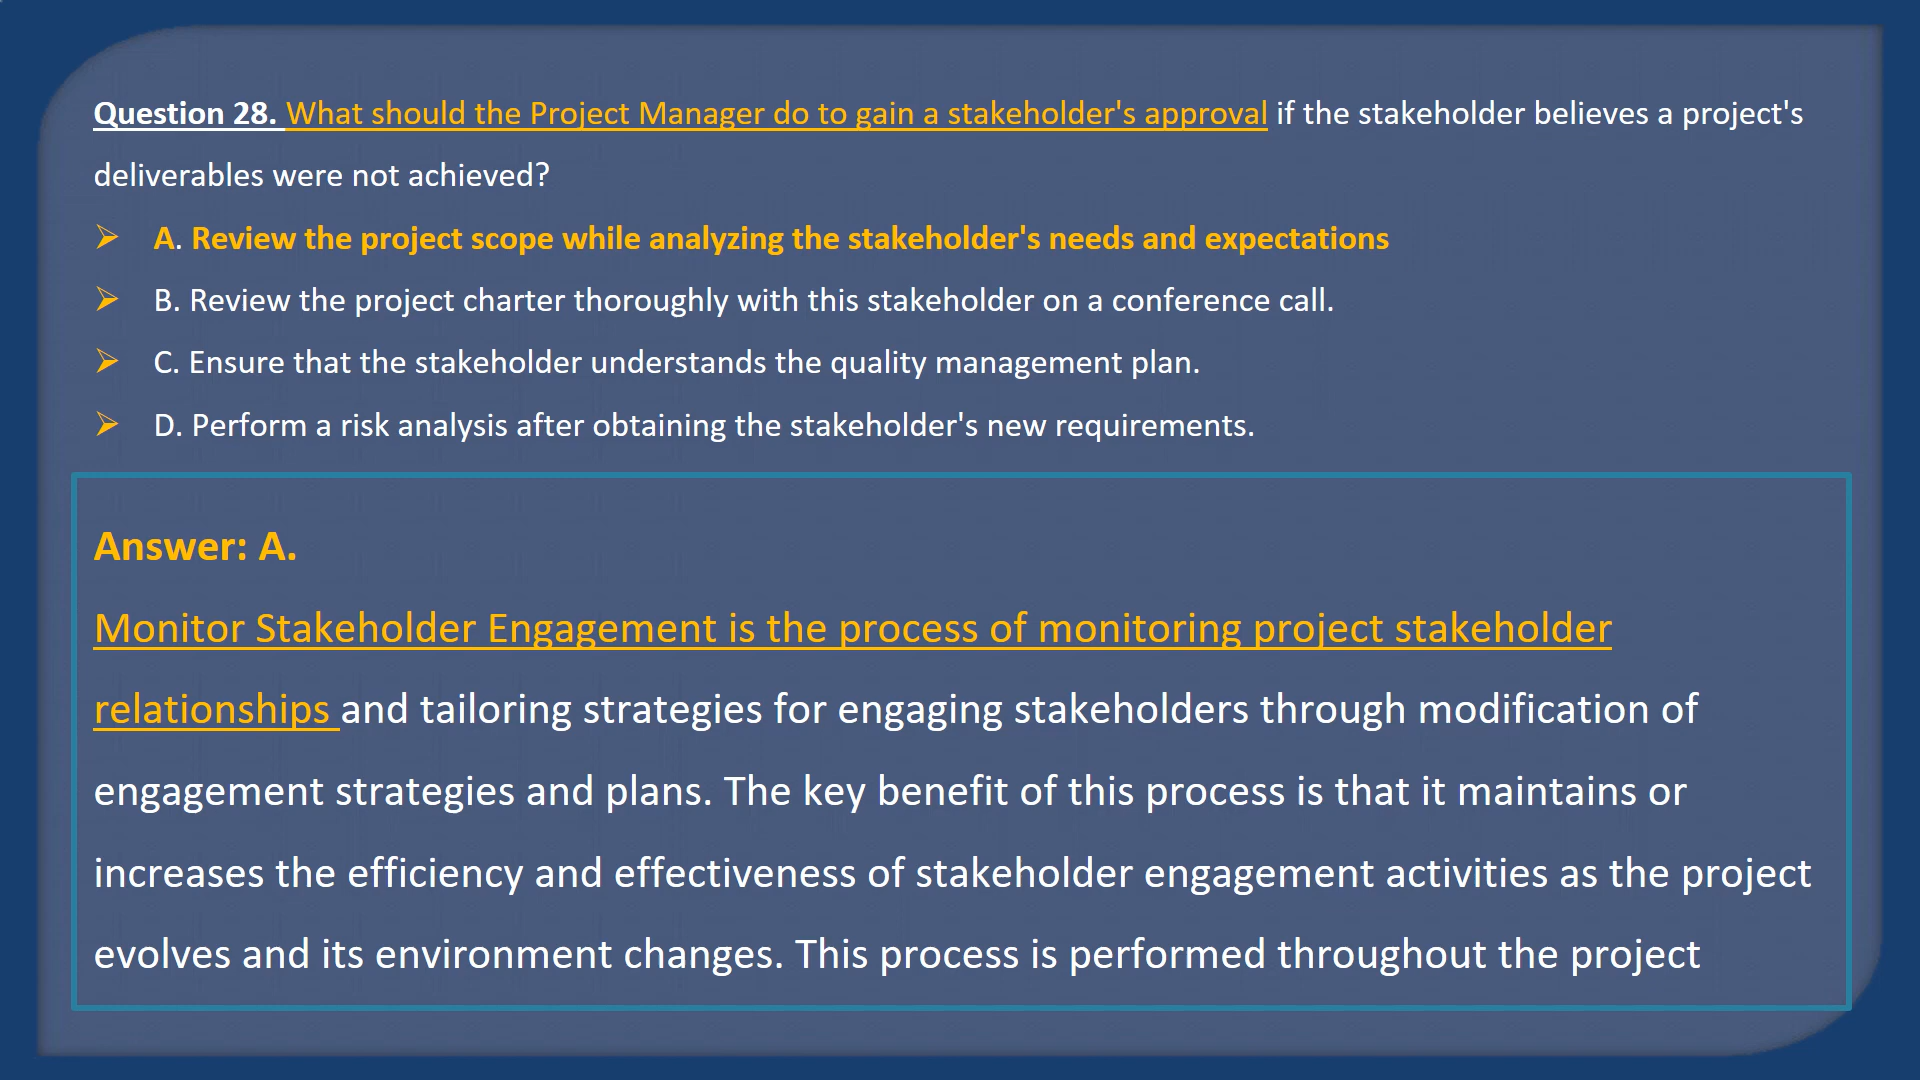 Question 28. What should the Project Manager do to gain a stakeholder's approval if the stakeholder believes a project's
deliverables were not achieved?
A. Review the project scope while analyzing the stakeholder's needs and expectations
B. Review the project charter thoroughly with this stakeholder on a conference call.
C. Ensure that the stakeholder understands the quality management plan.
D. Perform a risk analysis after obtaining the stakeholder's new requirements.
Answer: A.
Monitor Stakeholder Engagement is the process of monitoring project stakeholder
relationships and tailoring strategies for engaging stakeholders through modification of
engagement strategies and plans. The key benefit of this process is that it maintains or
increases the efficiency and effectiveness of stakeholder engagement activities as the project
evolves and its environment changes. This process is performed throughout the project